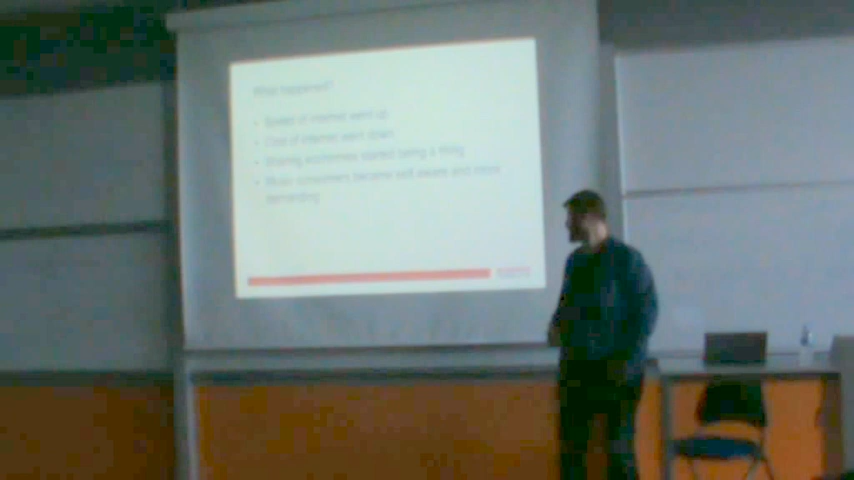 What happened?
Speed of internet went up
Cost of internet went down
Sharing economies started being a thing
consumers became self aware and more
demanding